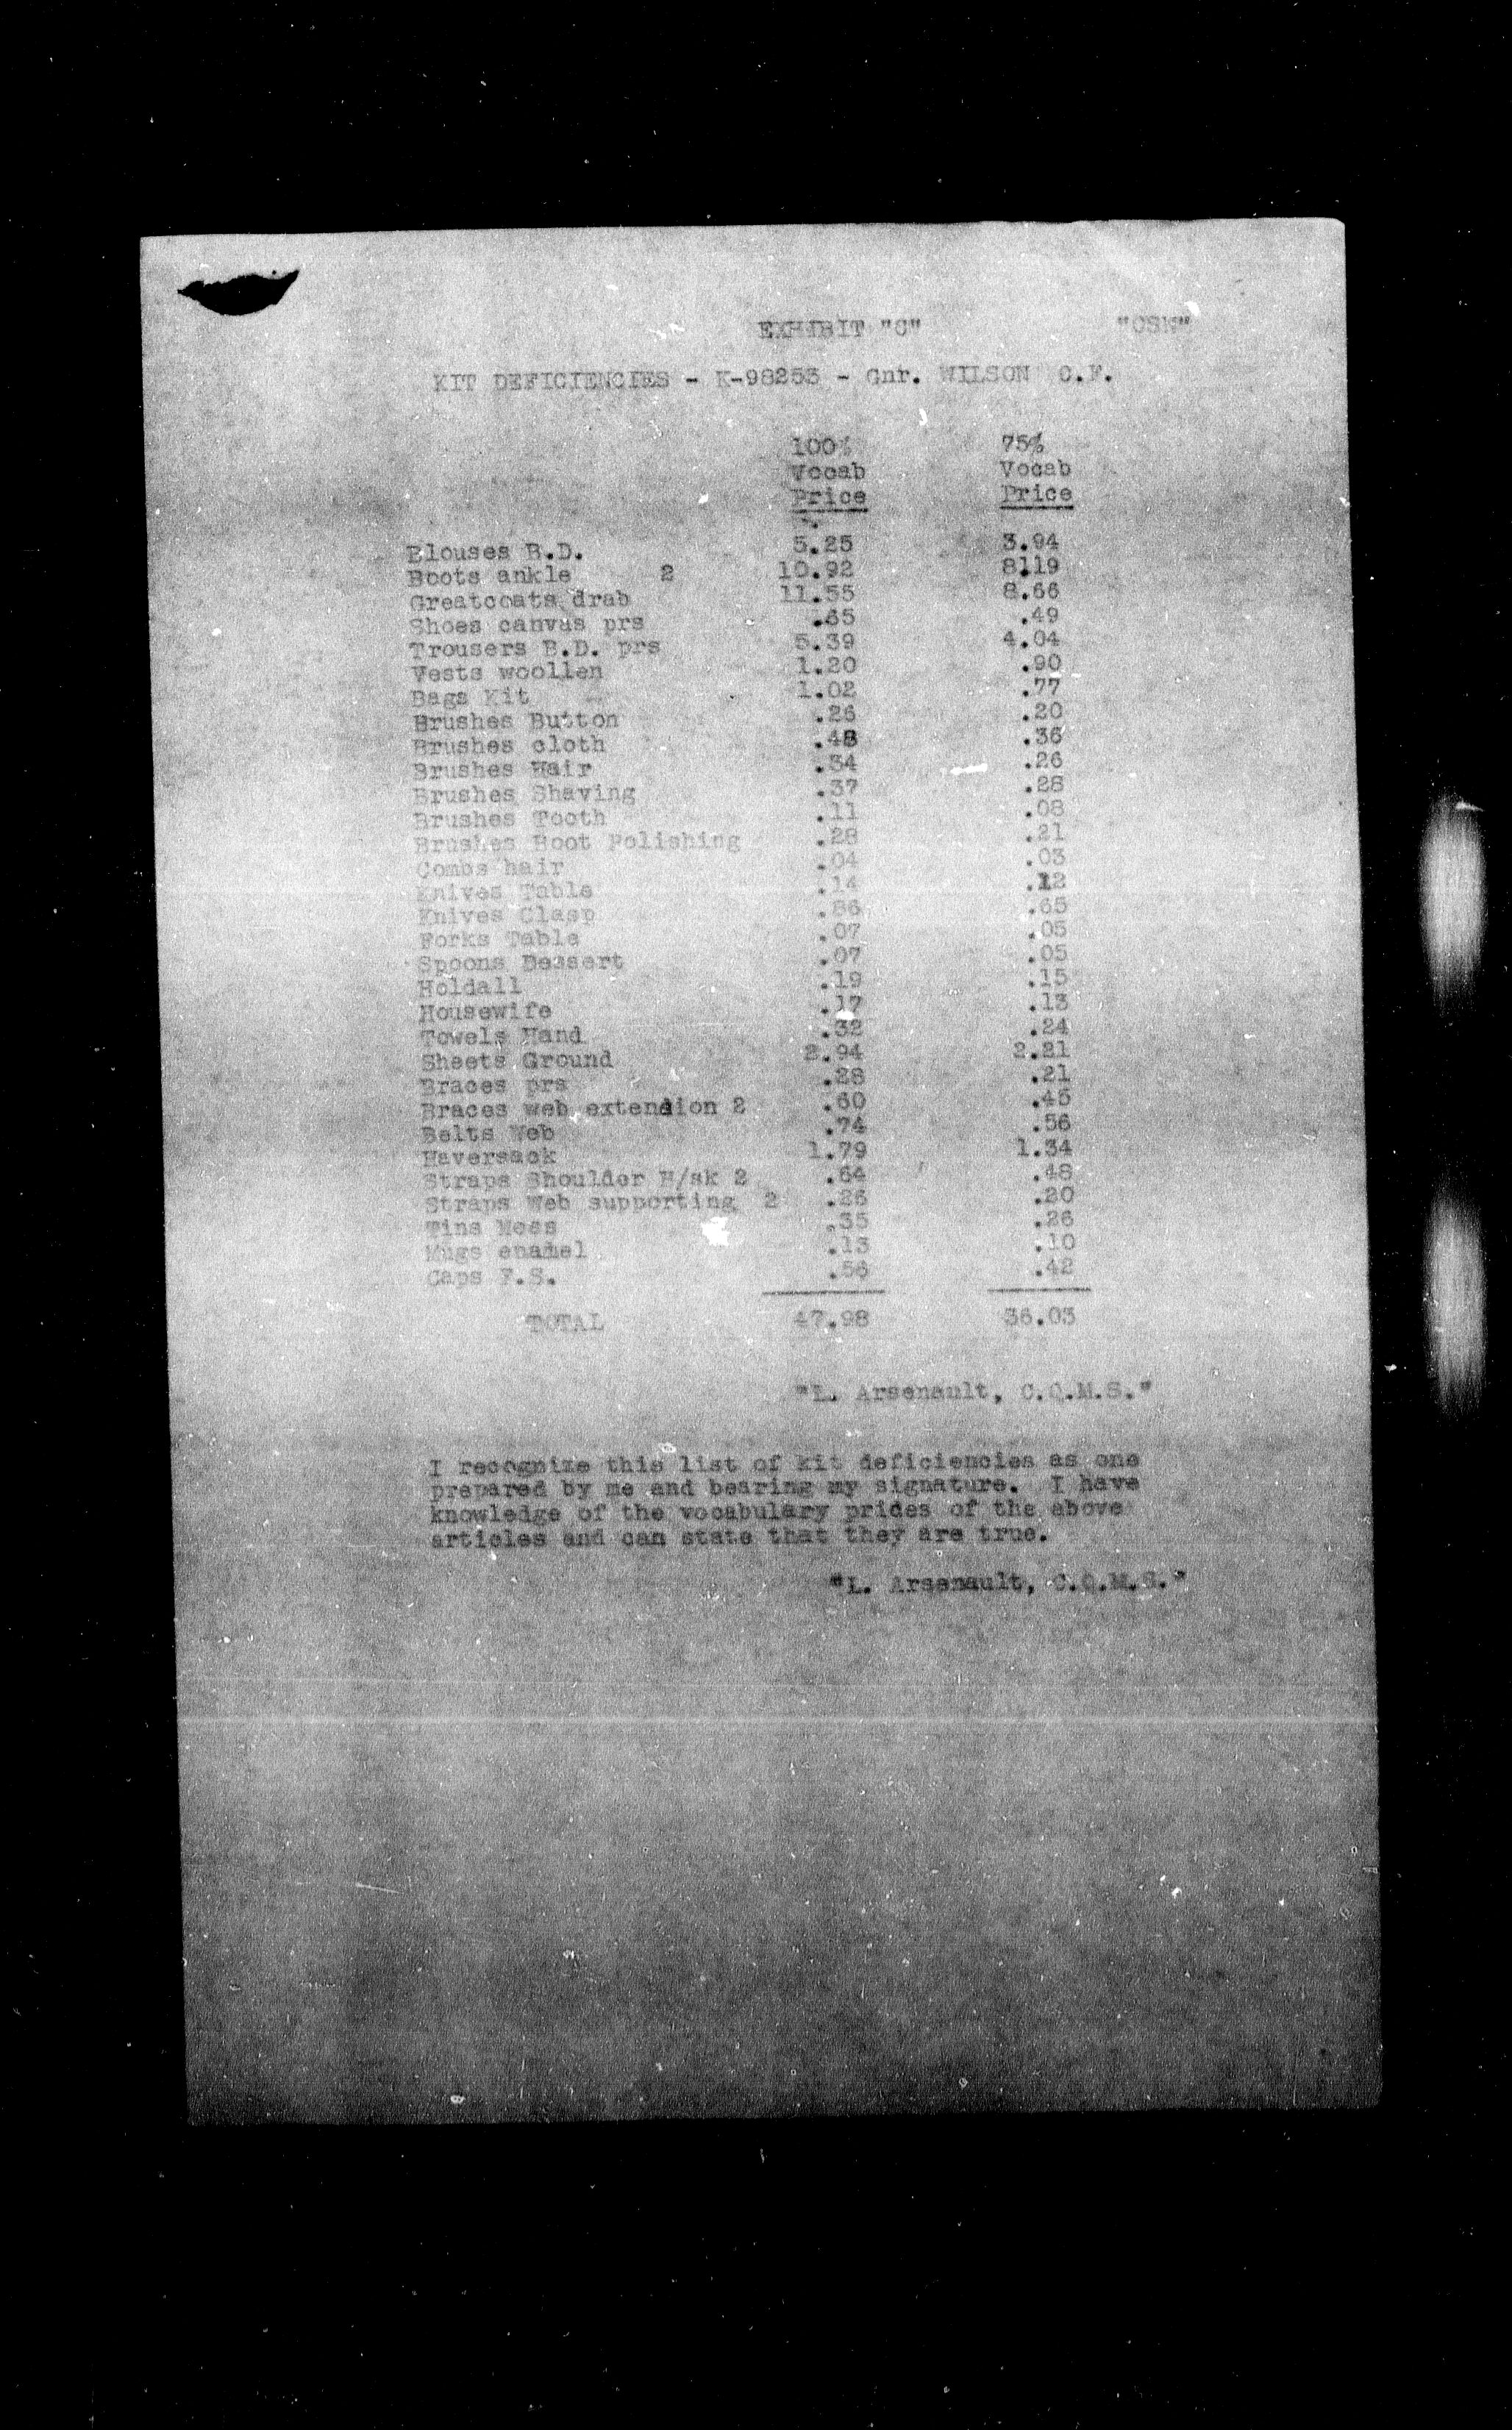 EXHIBIT "C" "CSN"
KIT DEFICIENCIES - K-98253 - Gnr. WILSON C.F.
100% 75%
Vocab Vocab
Price Price
Blouses B.D. 5.25 3.94
Boots ankle 2 10.92 8119
Greatcoats drab 11.55 8.66
Shoes canvas prs .65 .49
Trousers B.D. prs 5.39 4.04
Vests woollen 1.20 .90
Bags Kit 1.02 .77
Brushes Button .26 .20
Brushes cloth .48 .36
Brushes Hair .34 .26
Brushes Shaving .37 .28
Brushes Tooth .11 .08
Brushes Boot Polishing .28 .21
Combs hair .04 .03
Knives Table .14 .12
Knives Clasp .86 .65
Forks Table .07 .05
Spoons Dessert .07 .05
Holdall .19 .15
Housewife .17 .13
Towels Hand .32 .24
Sheets Ground 2.94 2.21
Braces prs .28 .21
Braces web extension 2 .60 .45
Belts Web .74 .56
Haversack 1.79 1.34
Straps Shoulder H/sk 2 .64 .48
Straps Web supporting 2 .26 .20
Tins Mess .35 .26
Mugs enamel .13 .10
Caps F.S. .56 .42
TOTAL 47.98 36.03
"L. Arsenault, C.Q.M.S."
I recognize this list of kit deficiencies as one
prepared by me and bearing my signature. I have
knowledge of the vocabulary prides of the above
articles and can state that they are true.
"L. Arsenault, C.Q.M.S."